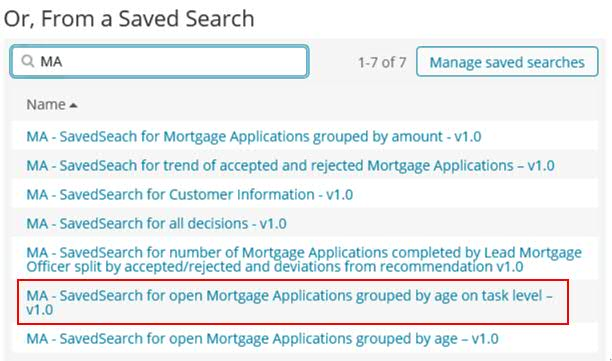 Or, From a Saved Search
MA
1-7 of 7
Manage saved searches
Name
MA - SavedSeach for Mortgage Applications grouped by amount - v1.0
MA - SavedSeach for trend of accepted and rejected Mortgage Applications – v1.0
MA - SavedSearch for Customer Information - v1.0
MA - SavedSearch for all decisions - v1.0
MA - SavedSearch for number of Mortgage Applications completed by Lead Mortgage
Officer split by accepted/rejected and deviations from recommendation v1.0
MA - SavedSearch for open Mortgage Applications grouped by age on task level –
v1.0
MA - SavedSearch for open Mortgage Applications grouped by age – v1.0